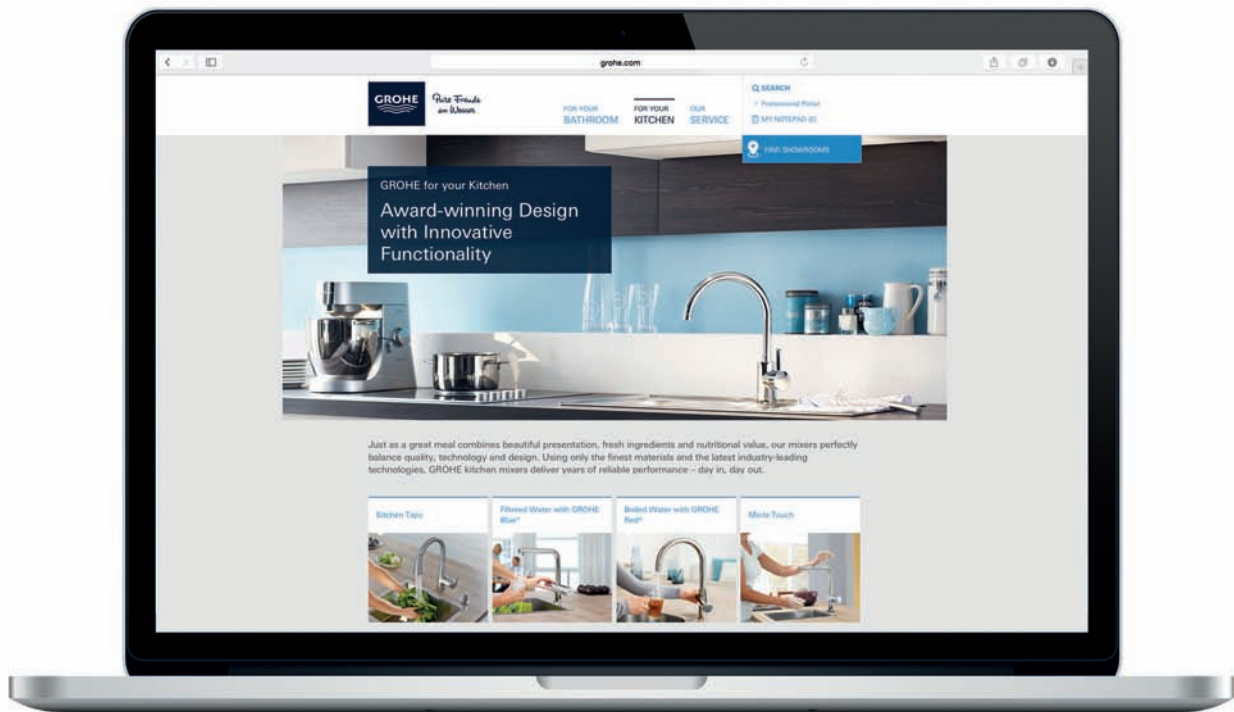 grohe.com
GROHE
Pure Freude
am Wasser
FOR YOUR
BATHROOM
FOR YOUR
KITCHEN
OUR
SERVICE
SEARCH
> Professional Portal
MY NOTEPAD (0)
FIND SHOWROOMS
GROHE for your Kitchen
Award-winning Design
with Innovative
Functionality
Just as a great meal combines beautiful presentation, fresh ingredients and nutritional value, our mixers perfectly
balance quality, technology and design. Using only the finest materials and the latest industry-leading
technologies, GROHE kitchen mixers deliver years of reliable performance – day in, day out.
Kitchen Taps
Filtered Water with GROHE
Blue®
Boiled Water with GROHE
Red®
Minta Touch